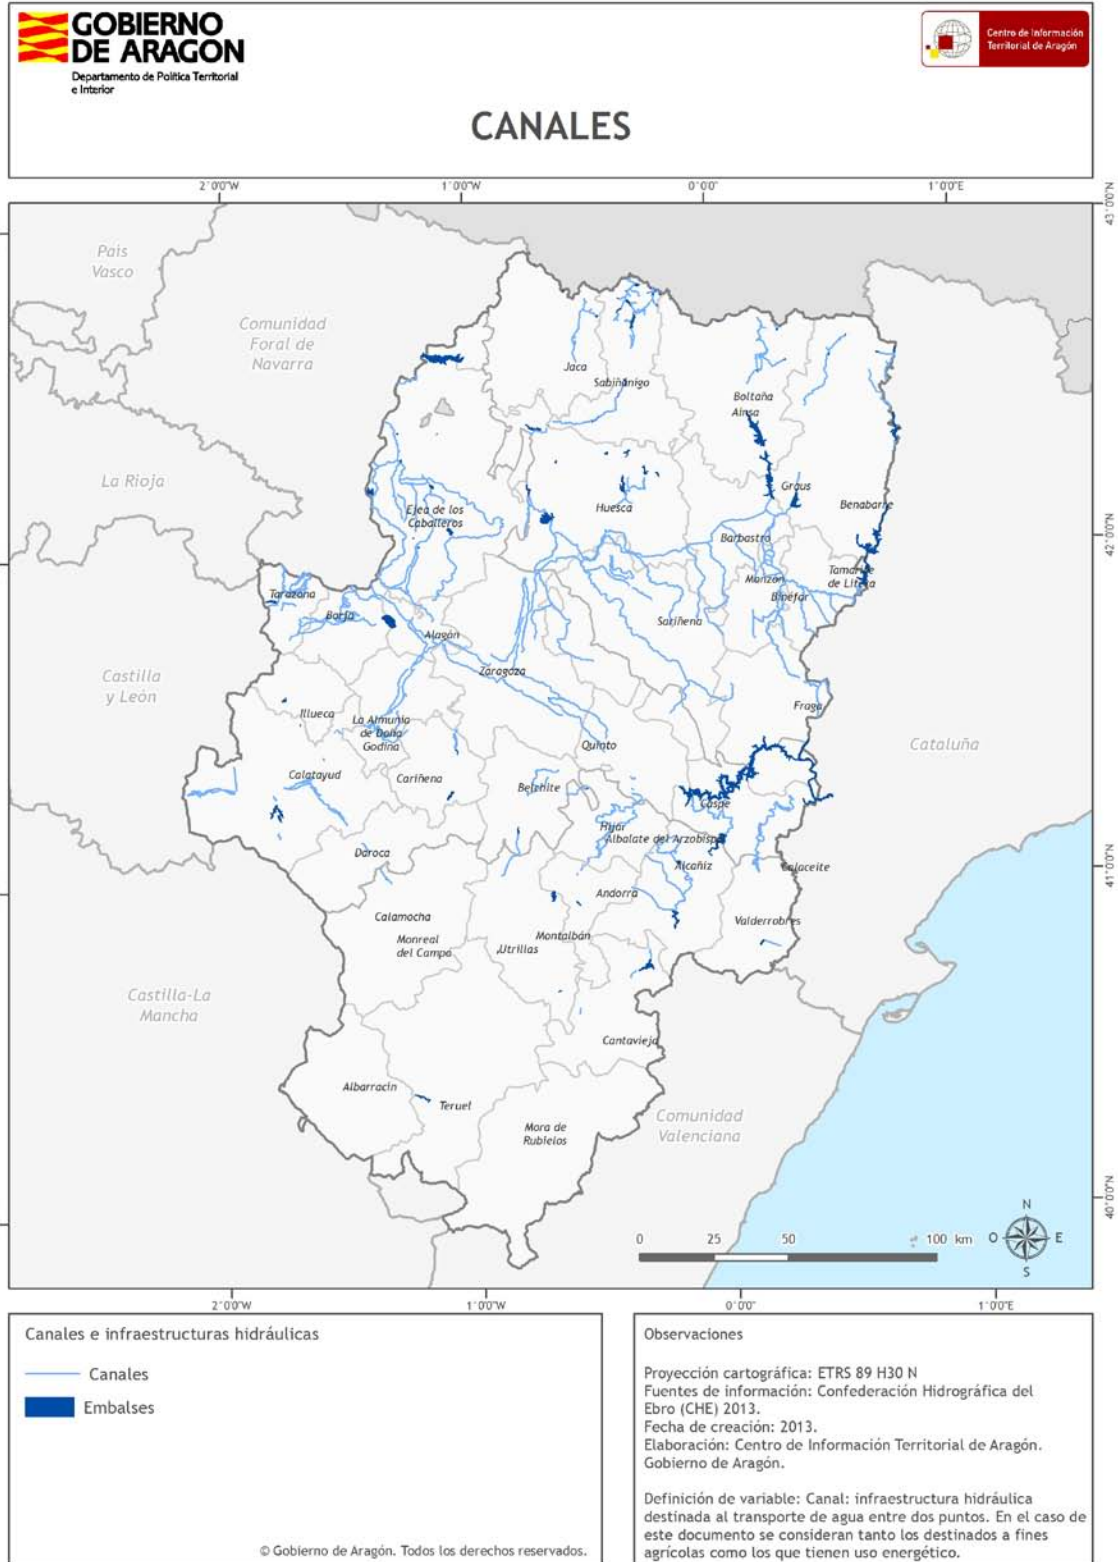 GOBIERNO
DE ARAGON
Departamento de Política Territorial
e Interior
Centro de Información
Territorial de Aragón
CANALES
2°0'0"W
1°0'0"W
0°0'0"
1°0'0"E
43°0'0"N
País
Vasco
Comunidad
Foral de
Navarra
Jaca
Sabiñánigo
Boltaña
Aínsa
La Rioja
Graus
Ejea de los
Caballeros
Huesca
Benabarre
42°0'0"N
Barbastro
Tamarite
de Litera
Monzón
Binéfar
Tarazona
Borja
Sariñena
Alagón
Zaragoza
Castilla
y León
Illueca
Fraga
La Almunia
de Doña
Godina
Quinto
Cataluña
Calatayud
Cariñena
Belchite
Caspe
Híjar
Albalate del Arzobispo
Daroca
Alcañiz
Calaceite
41°0'0"N
Andorra
Calamocha
Valderrobres
Monreal
del Campo
Montalbán
Utrillas
Castilla-La
Mancha
Cantavieja
Albarracín
Teruel
Mora de
Rubielos
Comunidad
Valenciana
40°0'0"N
0 25 50 100 km
N
O E
S
2°0'0"W
1°0'0"W
0°0'0"
1°0'0"E
Canales e infraestructuras hidráulicas
Canales
Embalses
© Gobierno de Aragón. Todos los derechos reservados.
Observaciones
Proyección cartográfica: ETRS 89 H30 N
Fuentes de información: Confederación Hidrográfica del
Ebro (CHE) 2013.
Fecha de creación: 2013.
Elaboración: Centro de Información Territorial de Aragón.
Gobierno de Aragón.
Definición de variable: Canal: infraestructura hidráulica
destinada al transporte de agua entre dos puntos. En el caso de
este documento se consideran tanto los destinados a fines
agrícolas como los que tienen uso energético.